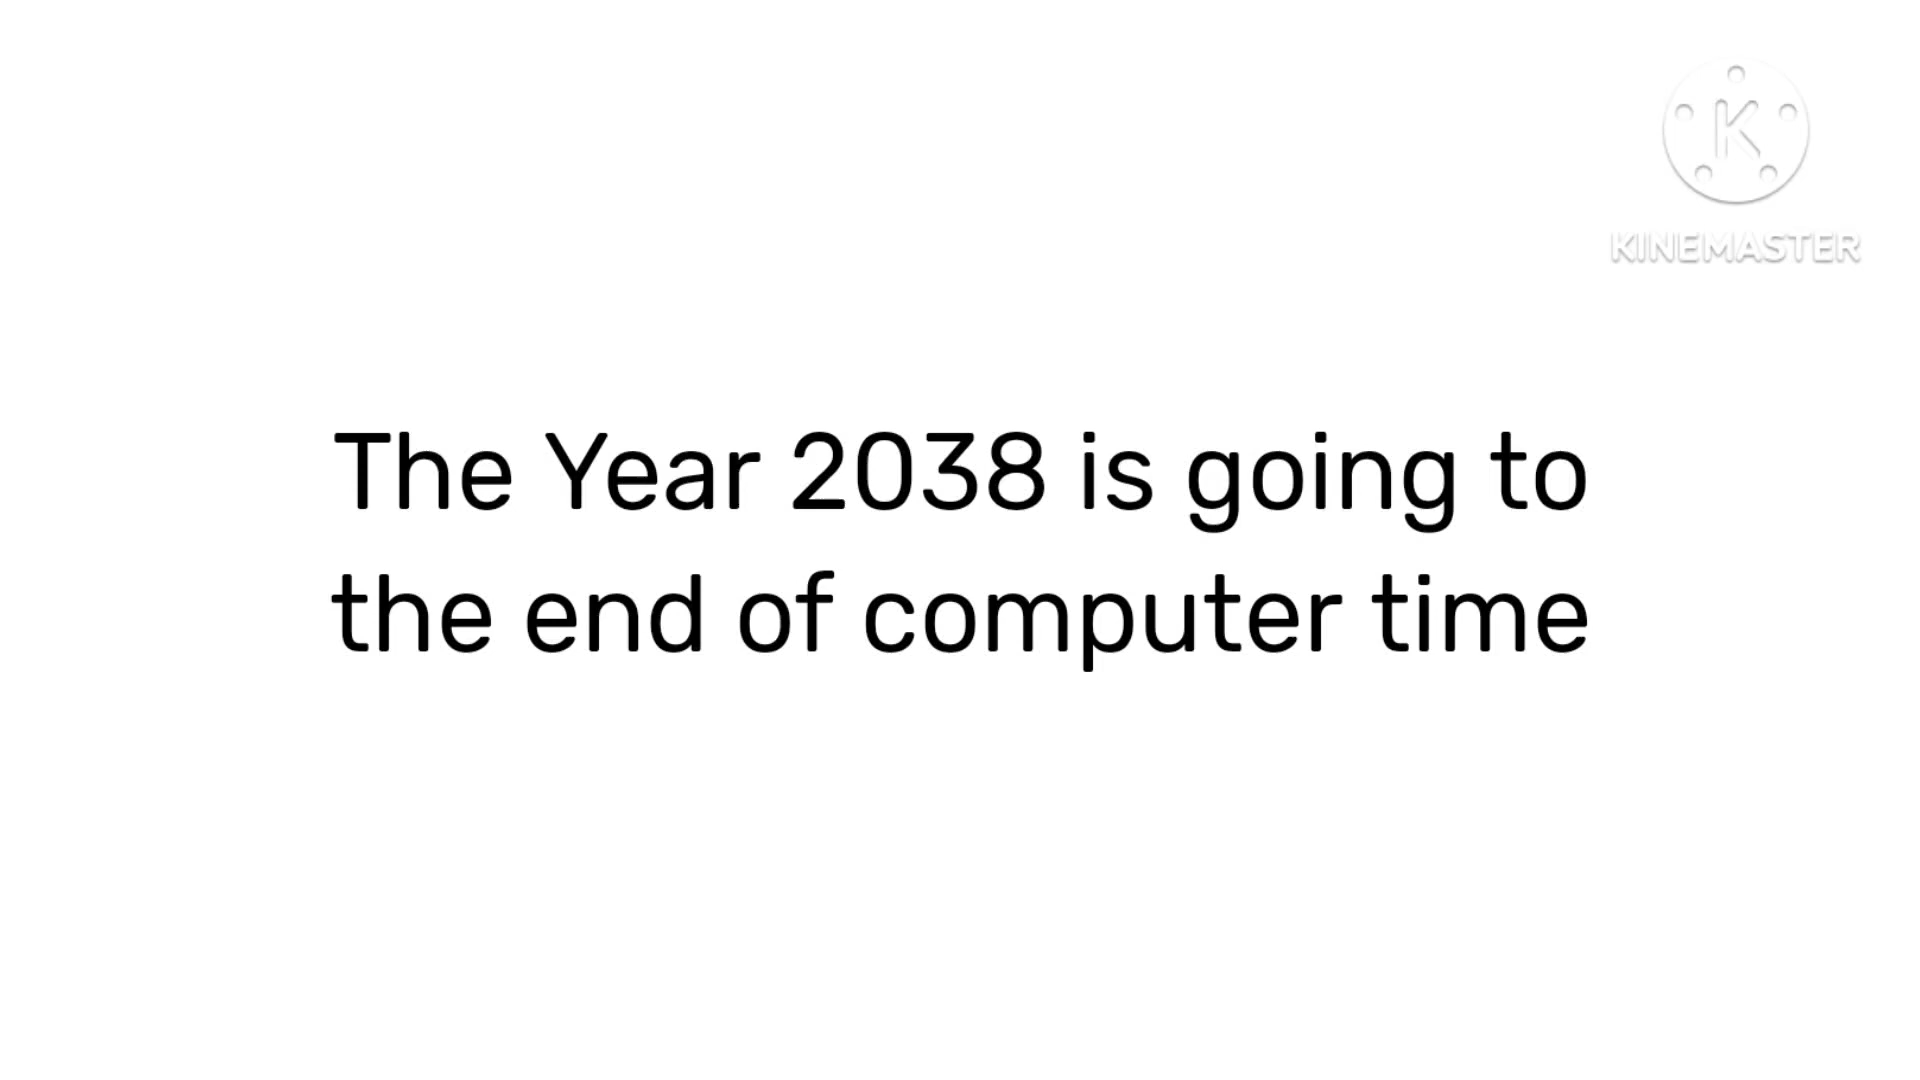 K
KINEMASTER
The Year 2038 is going to
the end of computer time